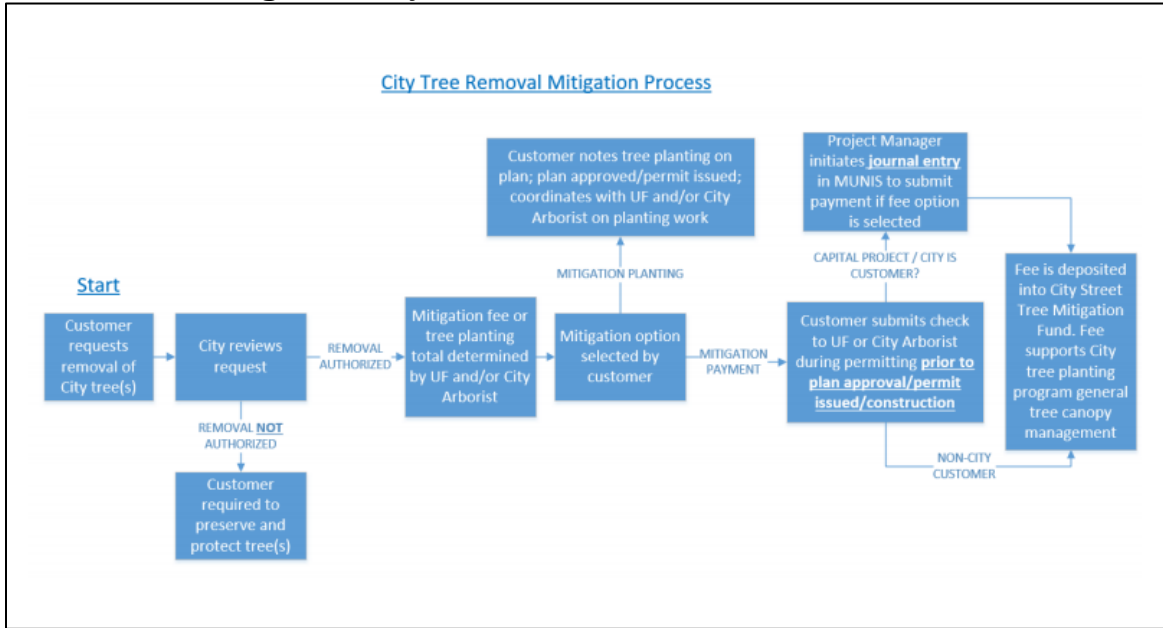 City Tree Removal Mitigation Process
Start
Customer
requests
removal of
City tree(s)
City reviews
request
REMOVAL
AUTHORIZED
REMOVAL NOT
AUTHORIZED
Customer
required to
preserve and
protect tree(s)
Mitigation fee or
tree planting
total determined
by UF and/or City
Arborist
Mitigation option
selected by
customer
MITIGATION PLANTING
Customer notes tree planting on
plan; plan approved/permit issued;
coordinates with UF and/or City
Arborist on planting work
MITIGATION
PAYMENT
Customer submits check
to UF or City Arborist
during permitting prior to
plan approval/permit
issued/construction
CAPITAL PROJECT / CITY IS
CUSTOMER?
Project Manager
initiates journal entry
in MUNIS to submit
payment if fee option
is selected
NON-CITY
CUSTOMER
Fee is deposited
into City Street
Tree Mitigation
Fund. Fee
supports City
tree planting
program general
tree canopy
management